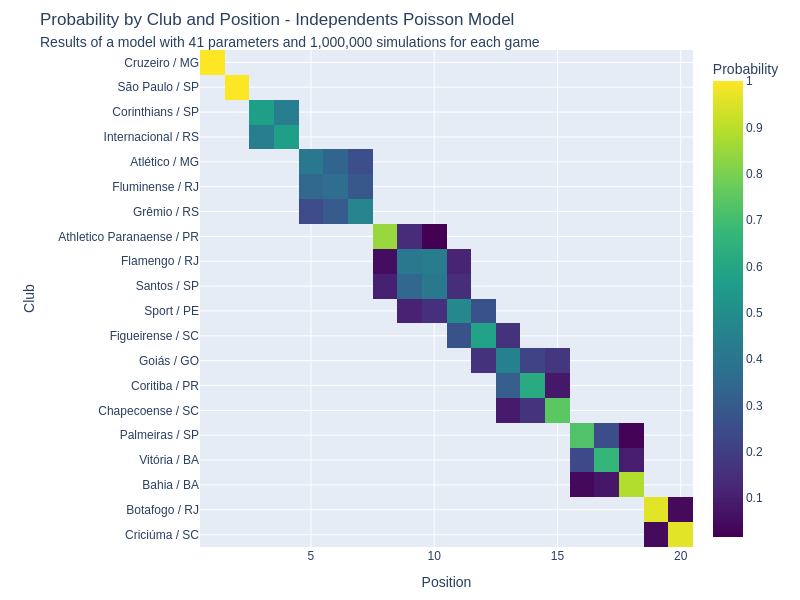 Probability by Club and Position - Independents Poisson Model
Results of a model with 41 parameters and 1,000,000 simulations for each game
Probability
Club
Cruzeiro / MG
São Paulo / SP
Corinthians / SP
Internacional / RS
Atlético / MG
Fluminense / RJ
Grêmio / RS
Athletico Paranaense / PR
Flamengo / RJ
Santos / SP
Sport / PE
Figueirense / SC
Goiás / GO
Coritiba / PR
Chapecoense / SC
Palmeiras / SP
Vitória / BA
Bahia / BA
Botafogo / RJ
Criciúma / SC
1
0.9
0.8
0.7
0.6
0.5
0.4
0.3
0.2
0.1
5 10 15 20
Position